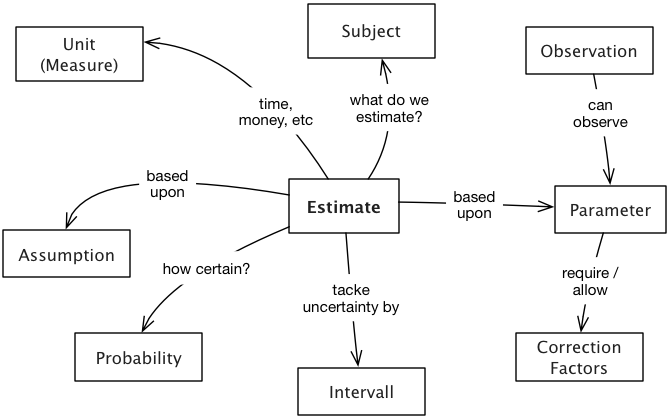 Subject
Unit
(Measure)
Observation
time,
money, etc
what do we
estimate?
can
observe
based
upon
Estimate
based
upon
Parameter
Assumption
how certain?
tacke
uncertainty by
require /
allow
Probability
Intervall
Correction
Factors